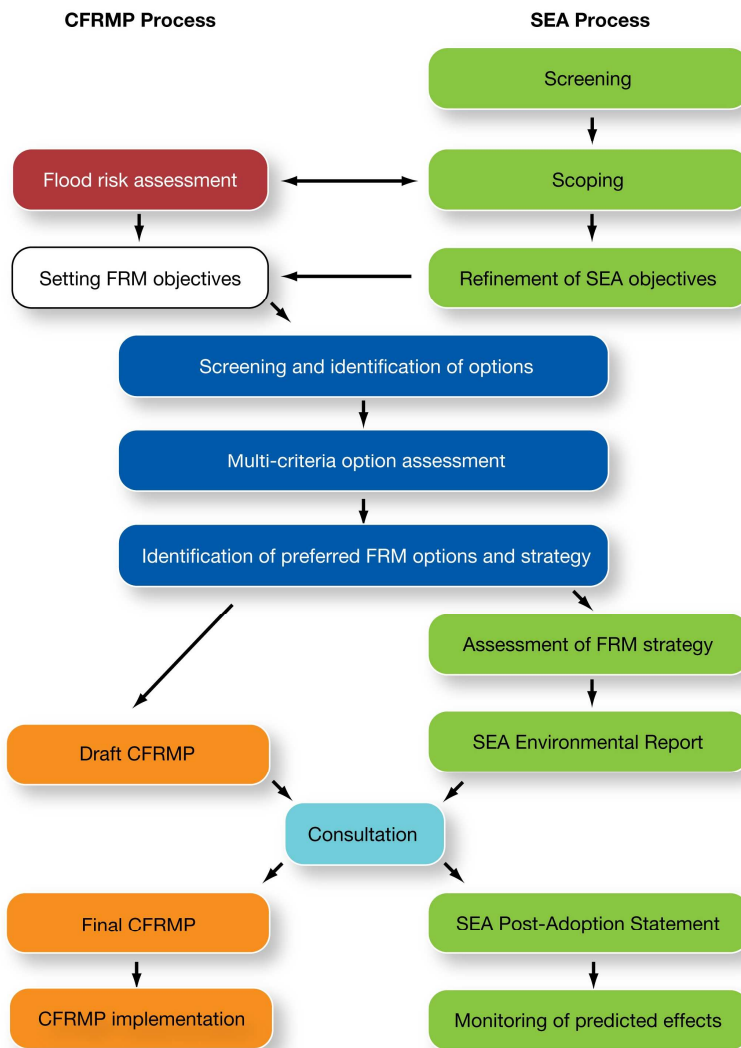 CFRMP Process
SEA Process
Screening
Flood risk assessment
Scoping
Setting FRM objectives
Refinement of SEA objectives
Screening and identification of options
Multi-criteria option assessment
Identification of preferred FRM options and strategy
Assessment of FRM strategy
Draft CFRMP
SEA Environmental Report
Consultation
Final CFRMP
SEA Post-Adoption Statement
CFRMP implementation
Monitoring of predicted effects